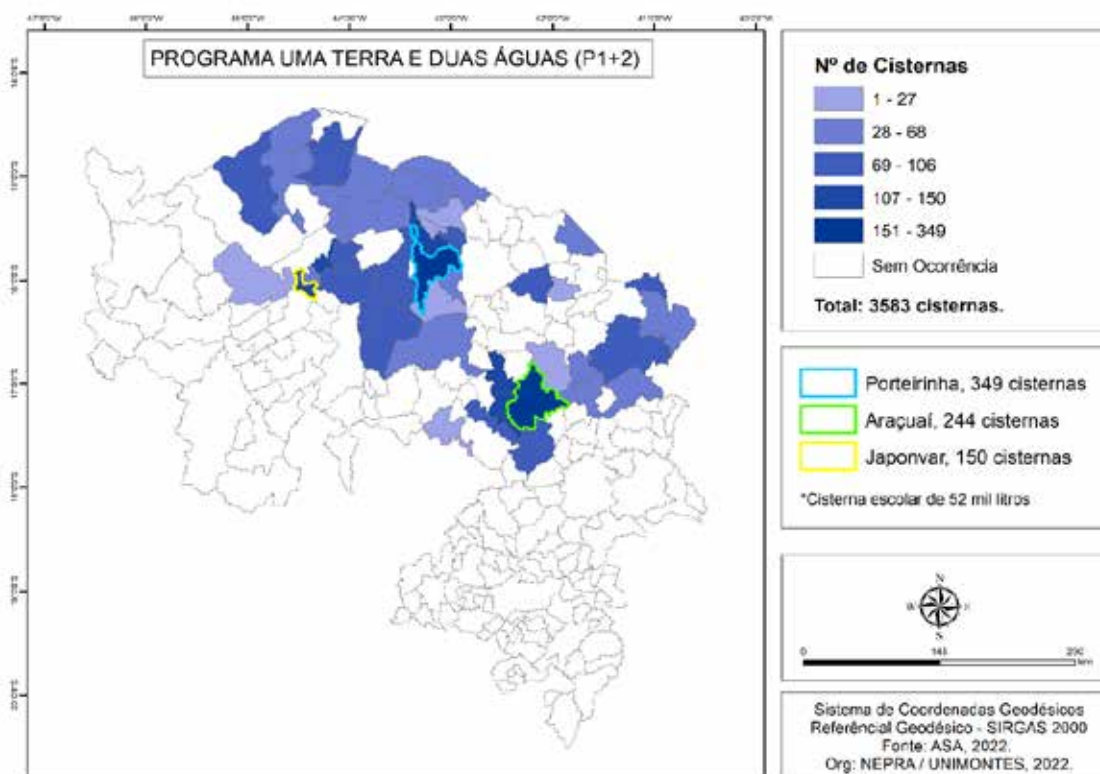 PROGRAMA UMA TERRA E DUAS ÁGUAS (P1+2)
Nº de Cisternas
1 - 27
28 - 68
69 - 106
107 - 150
151 - 349
Sem Ocorrência
Total: 3583 cisternas.
Porteirinha, 349 cisternas
Araçuaí, 244 cisternas
Japonvar, 150 cisternas
*Cisterna escolar de 52 mil litros
N
W
S
0
Sistema de Coordenadas Geodésicas
Referêncial Geodésico - SIRGAS 2000
Fonte: ASA, 2022.
Org: NEPRA / UNIMONTES, 2022.